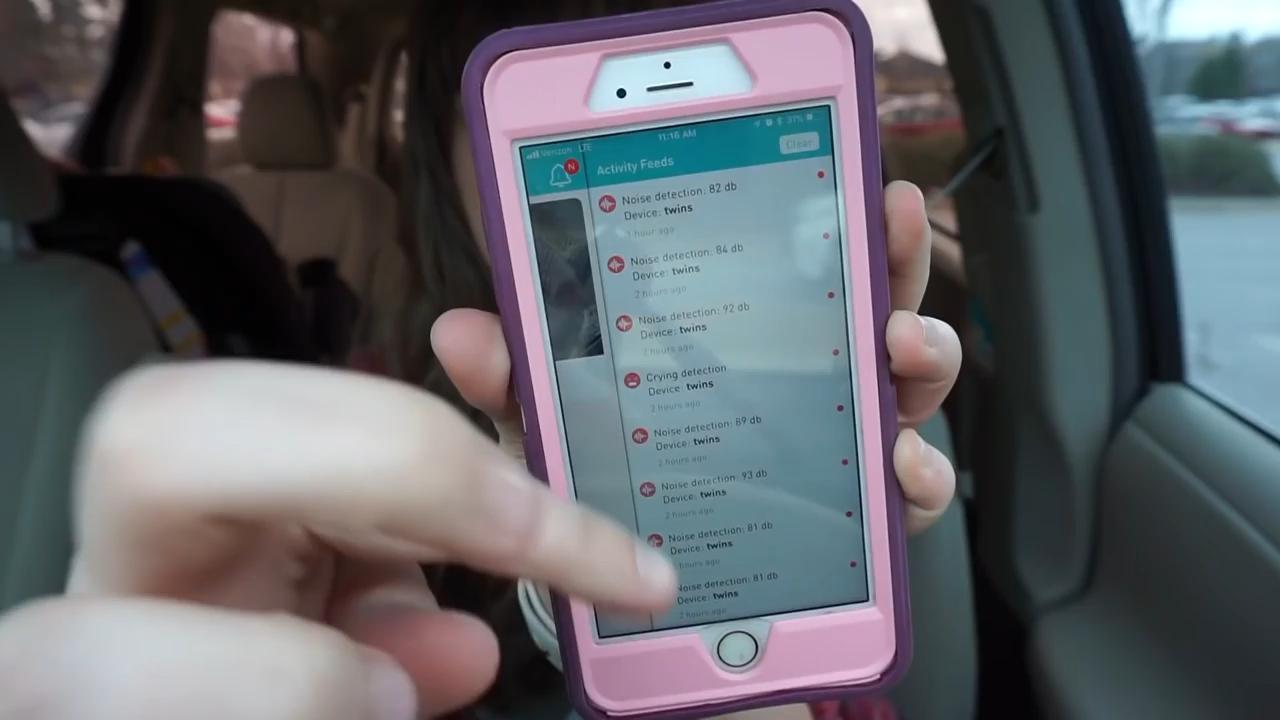 Verizon LTE
11:16 AM
31%
N
Activity Feeds
Clear
Noise detection: 82 db
Device: twins
1 hour ago
Noise detection: 84 db
Device: twins
2 hours ago
Noise detection: 92 db
Device: twins
2 hours ago
Crying detection
Device: twins
2 hours ago
Noise detection: 89 db
Device: twins
2 hours ago
Noise detection: 93 db
Device: twins
2 hours ago
Noise detection: 81 db
Device: twins
hours ago
Noise detection: 81 db
Device: twins
2 hours ago